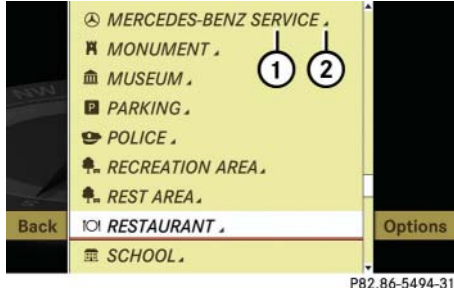 MERCEDES-BENZ SERVICE
MONUMENT
1 2
MUSEUM
P PARKING
POLICE
RECREATION AREA
REST AREA
Back RESTAURANT Options
SCHOOL
NW
P82.86-5494-31